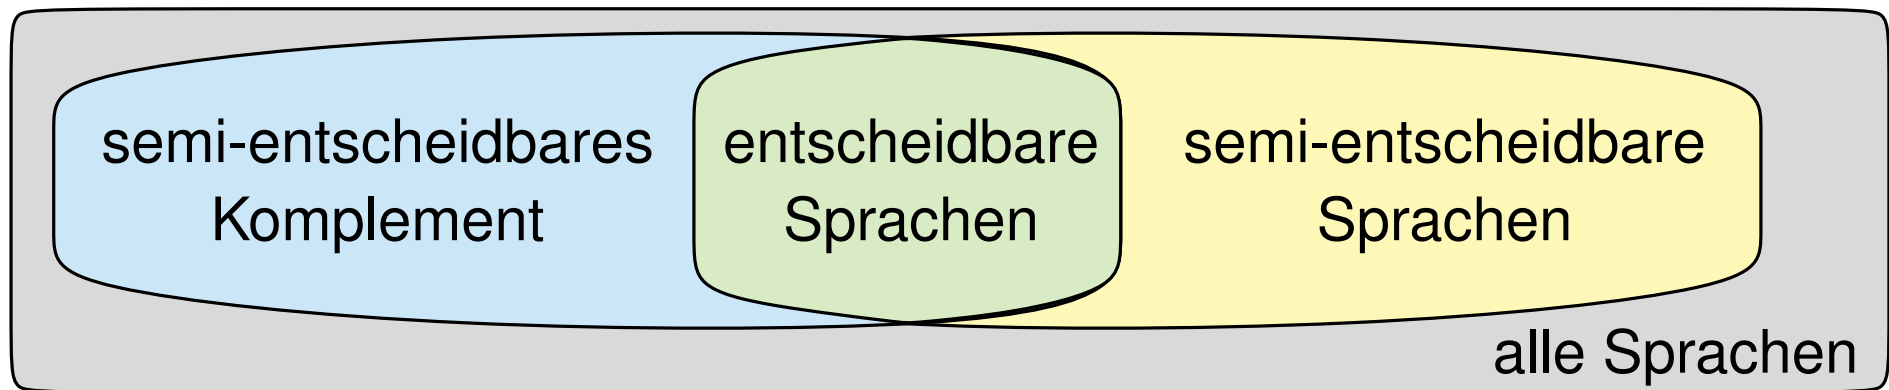 semi-entscheidbares
Komplement
entscheidbare
Sprachen
semi-entscheidbare
Sprachen
alle Sprachen